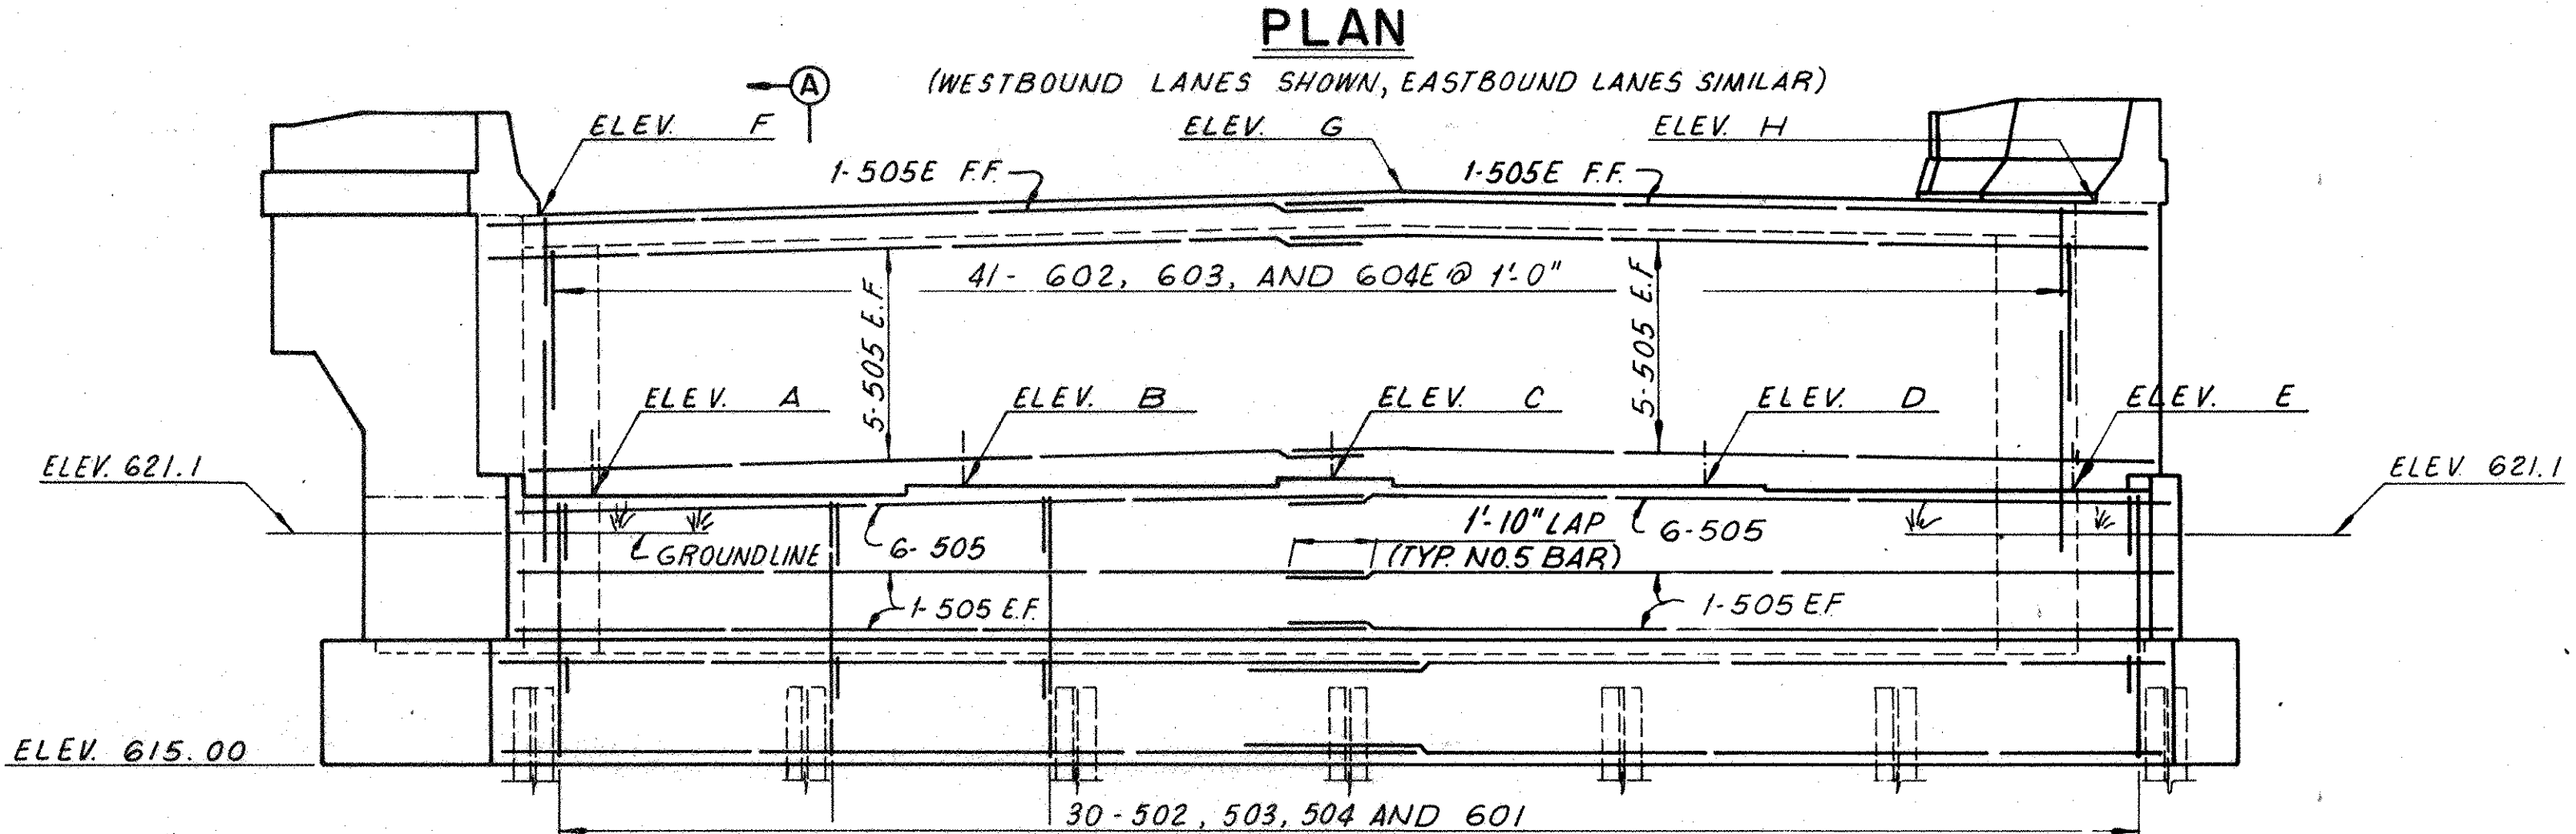 PLAN
(WESTBOUND LANES SHOWN, EASTBOUND LANES SIMILAR)
A
ELEV. F
ELEV. G
ELEV. H
1-505E F.F.
1-505E F.F.
41- 602, 603, AND 604E @ 1'-0"
5-505 E.F.
5-505 E.F.
ELEV. A
ELEV. B
ELEV. C
ELEV. D
ELEV. E
ELEV. 621.1
ELEV. 621.1
GROUNDLINE
6-505
1'-10" LAP
(TYP. NO.5 BAR)
6-505
1-505 E.F.
1-505 E.F.
ELEV. 615.00
30-502, 503, 504 AND 601